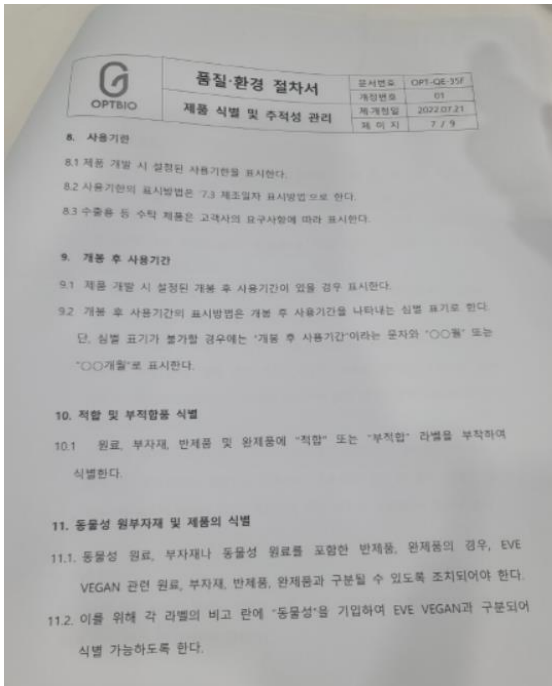 OPTBIO
품질·환경 절차서
제품 식별 및 추적성 관리
문서번호 OPT-QE-35F
개정번호 01
제·개정일 2022.07.21
페 이 지 7 / 9
8. 사용기한
8.1 제품 개발 시 설정된 사용기한을 표시한다.
8.2 사용기한의 표시방법은 '7.3 제조일자 표시방법'으로 한다.
8.3 수출용 등 수탁 제품은 고객사의 요구사항에 따라 표시한다.
9. 개봉 후 사용기간
9.1 제품 개발 시 설정된 개봉 후 사용기간이 있을 경우 표시한다.
9.2 개봉 후 사용기간의 표시방법은 개봉 후 사용기간을 나타내는 심벌 표기로 한다.
단, 심벌 표기가 불가할 경우에는 "개봉 후 사용기간"이라는 문자와 "○○월" 또는
"○○개월"로 표시한다.
10. 적합 및 부적합품 식별
10.1 원료, 부자재, 반제품 및 완제품에 "적합" 또는 "부적합" 라벨을 부착하여
식별한다.
11. 동물성 원부자재 및 제품의 식별
11.1. 동물성 원료, 부자재나 동물성 원료를 포함한 반제품, 완제품의 경우, EVE
VEGAN 관련 원료, 부자재, 반제품, 완제품과 구분될 수 있도록 조치되어야 한다.
11.2. 이를 위해 각 라벨의 비고 란에 "동물성"을 기입하여 EVE VEGAN과 구분되어
식별 가능하도록 한다.